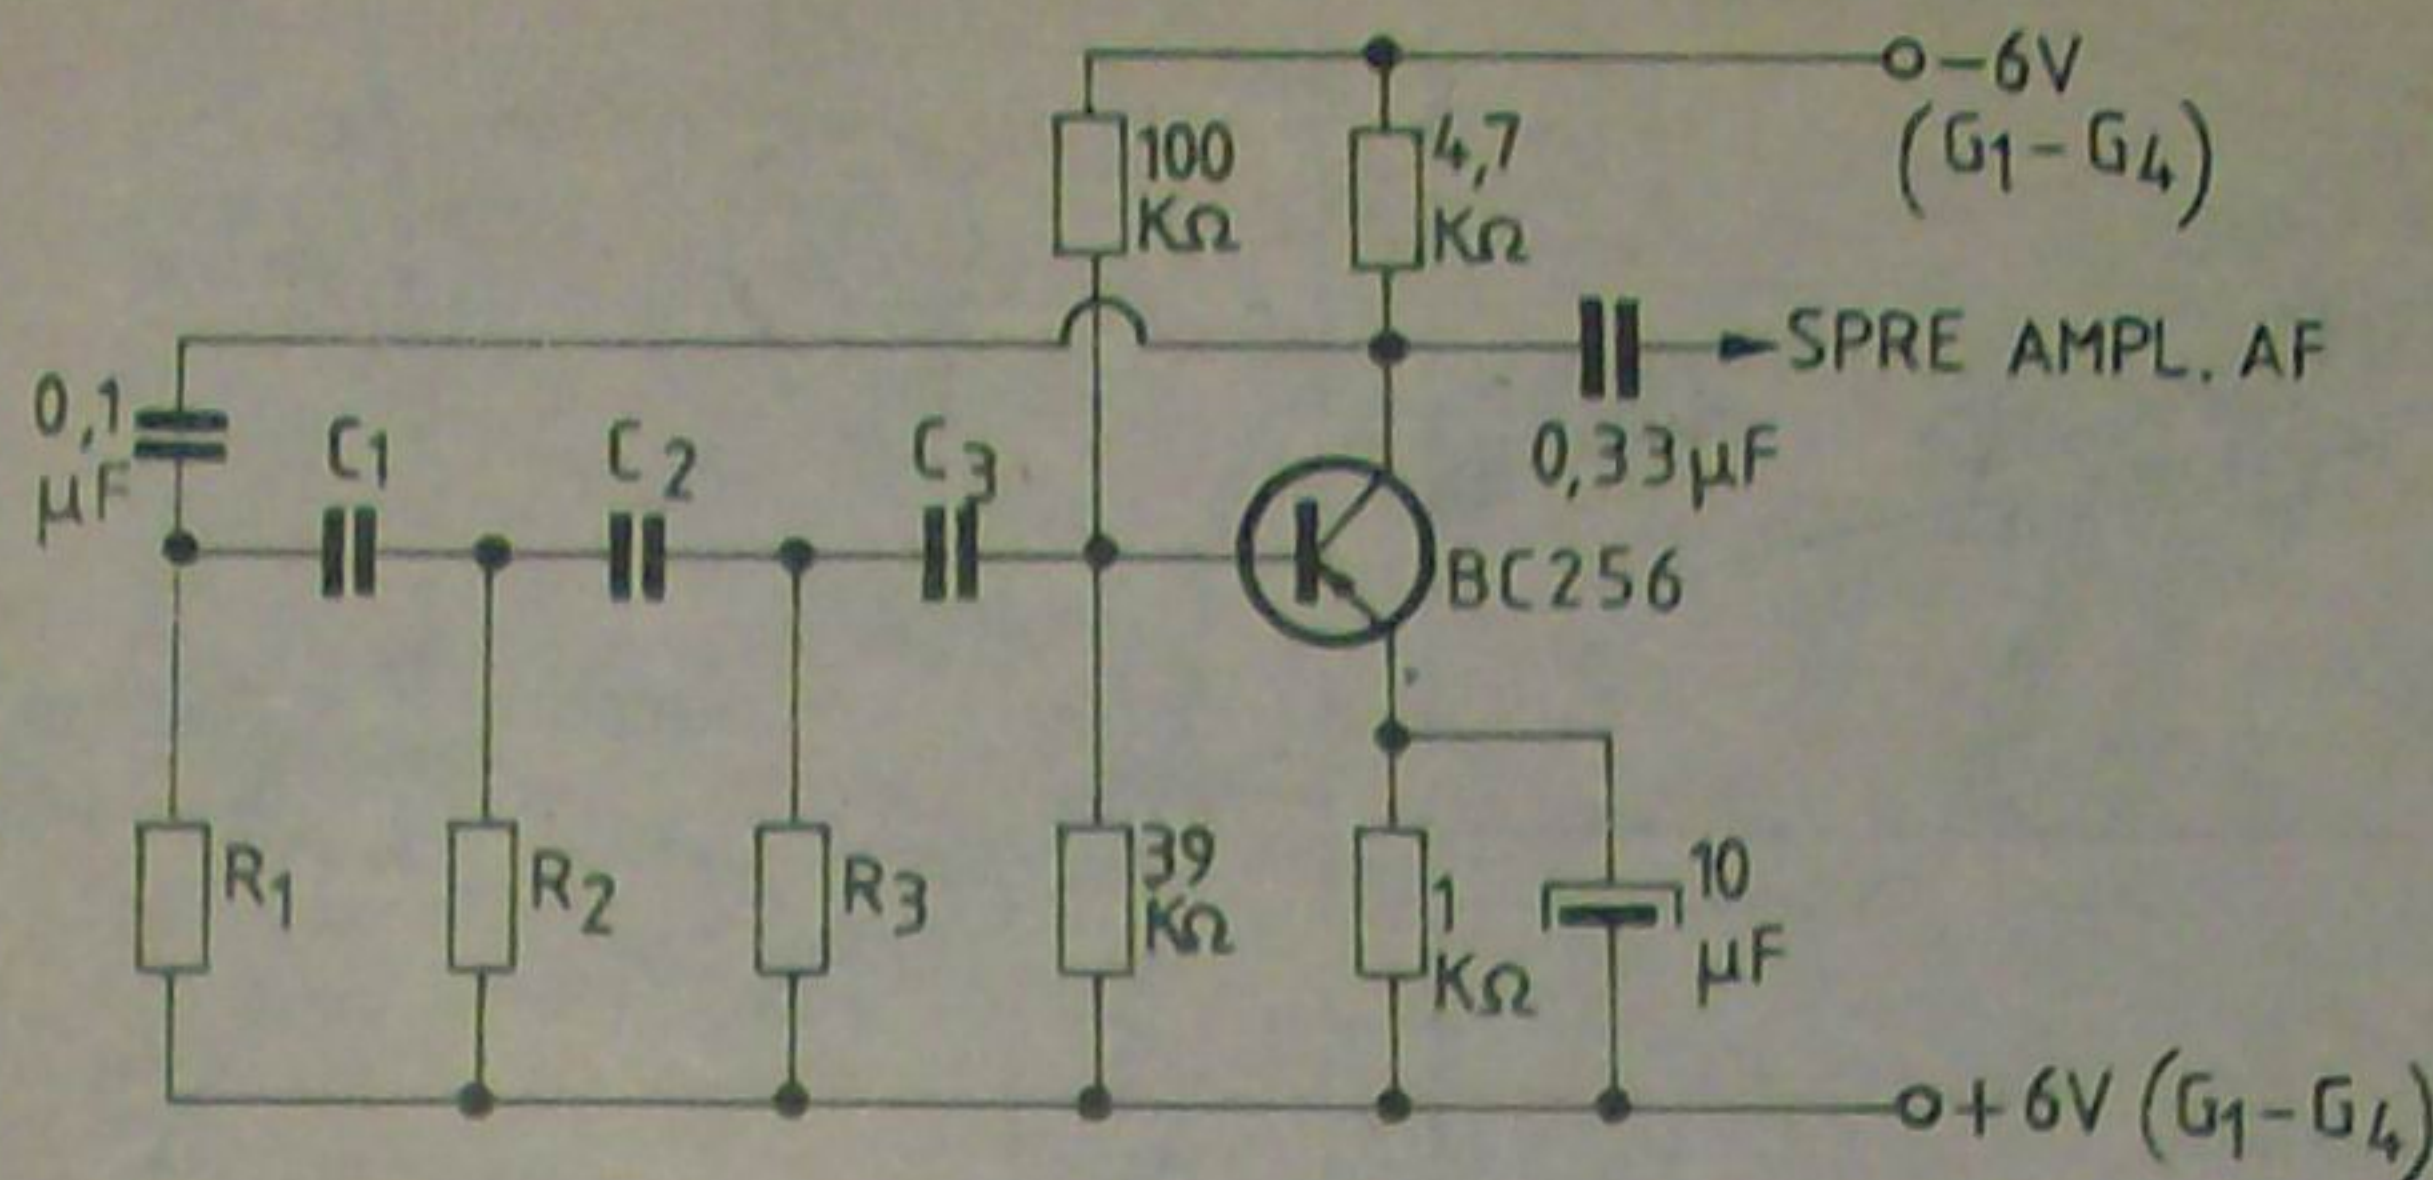 −6V
(G1−G4)
100
KΩ
4,7
KΩ
SPRE AMPL. AF
0,1
µF
C1
C2
C3
0,33µF
BC256
R1
R2
R3
39
KΩ
1
KΩ
10
µF
+6V (G1−G4)